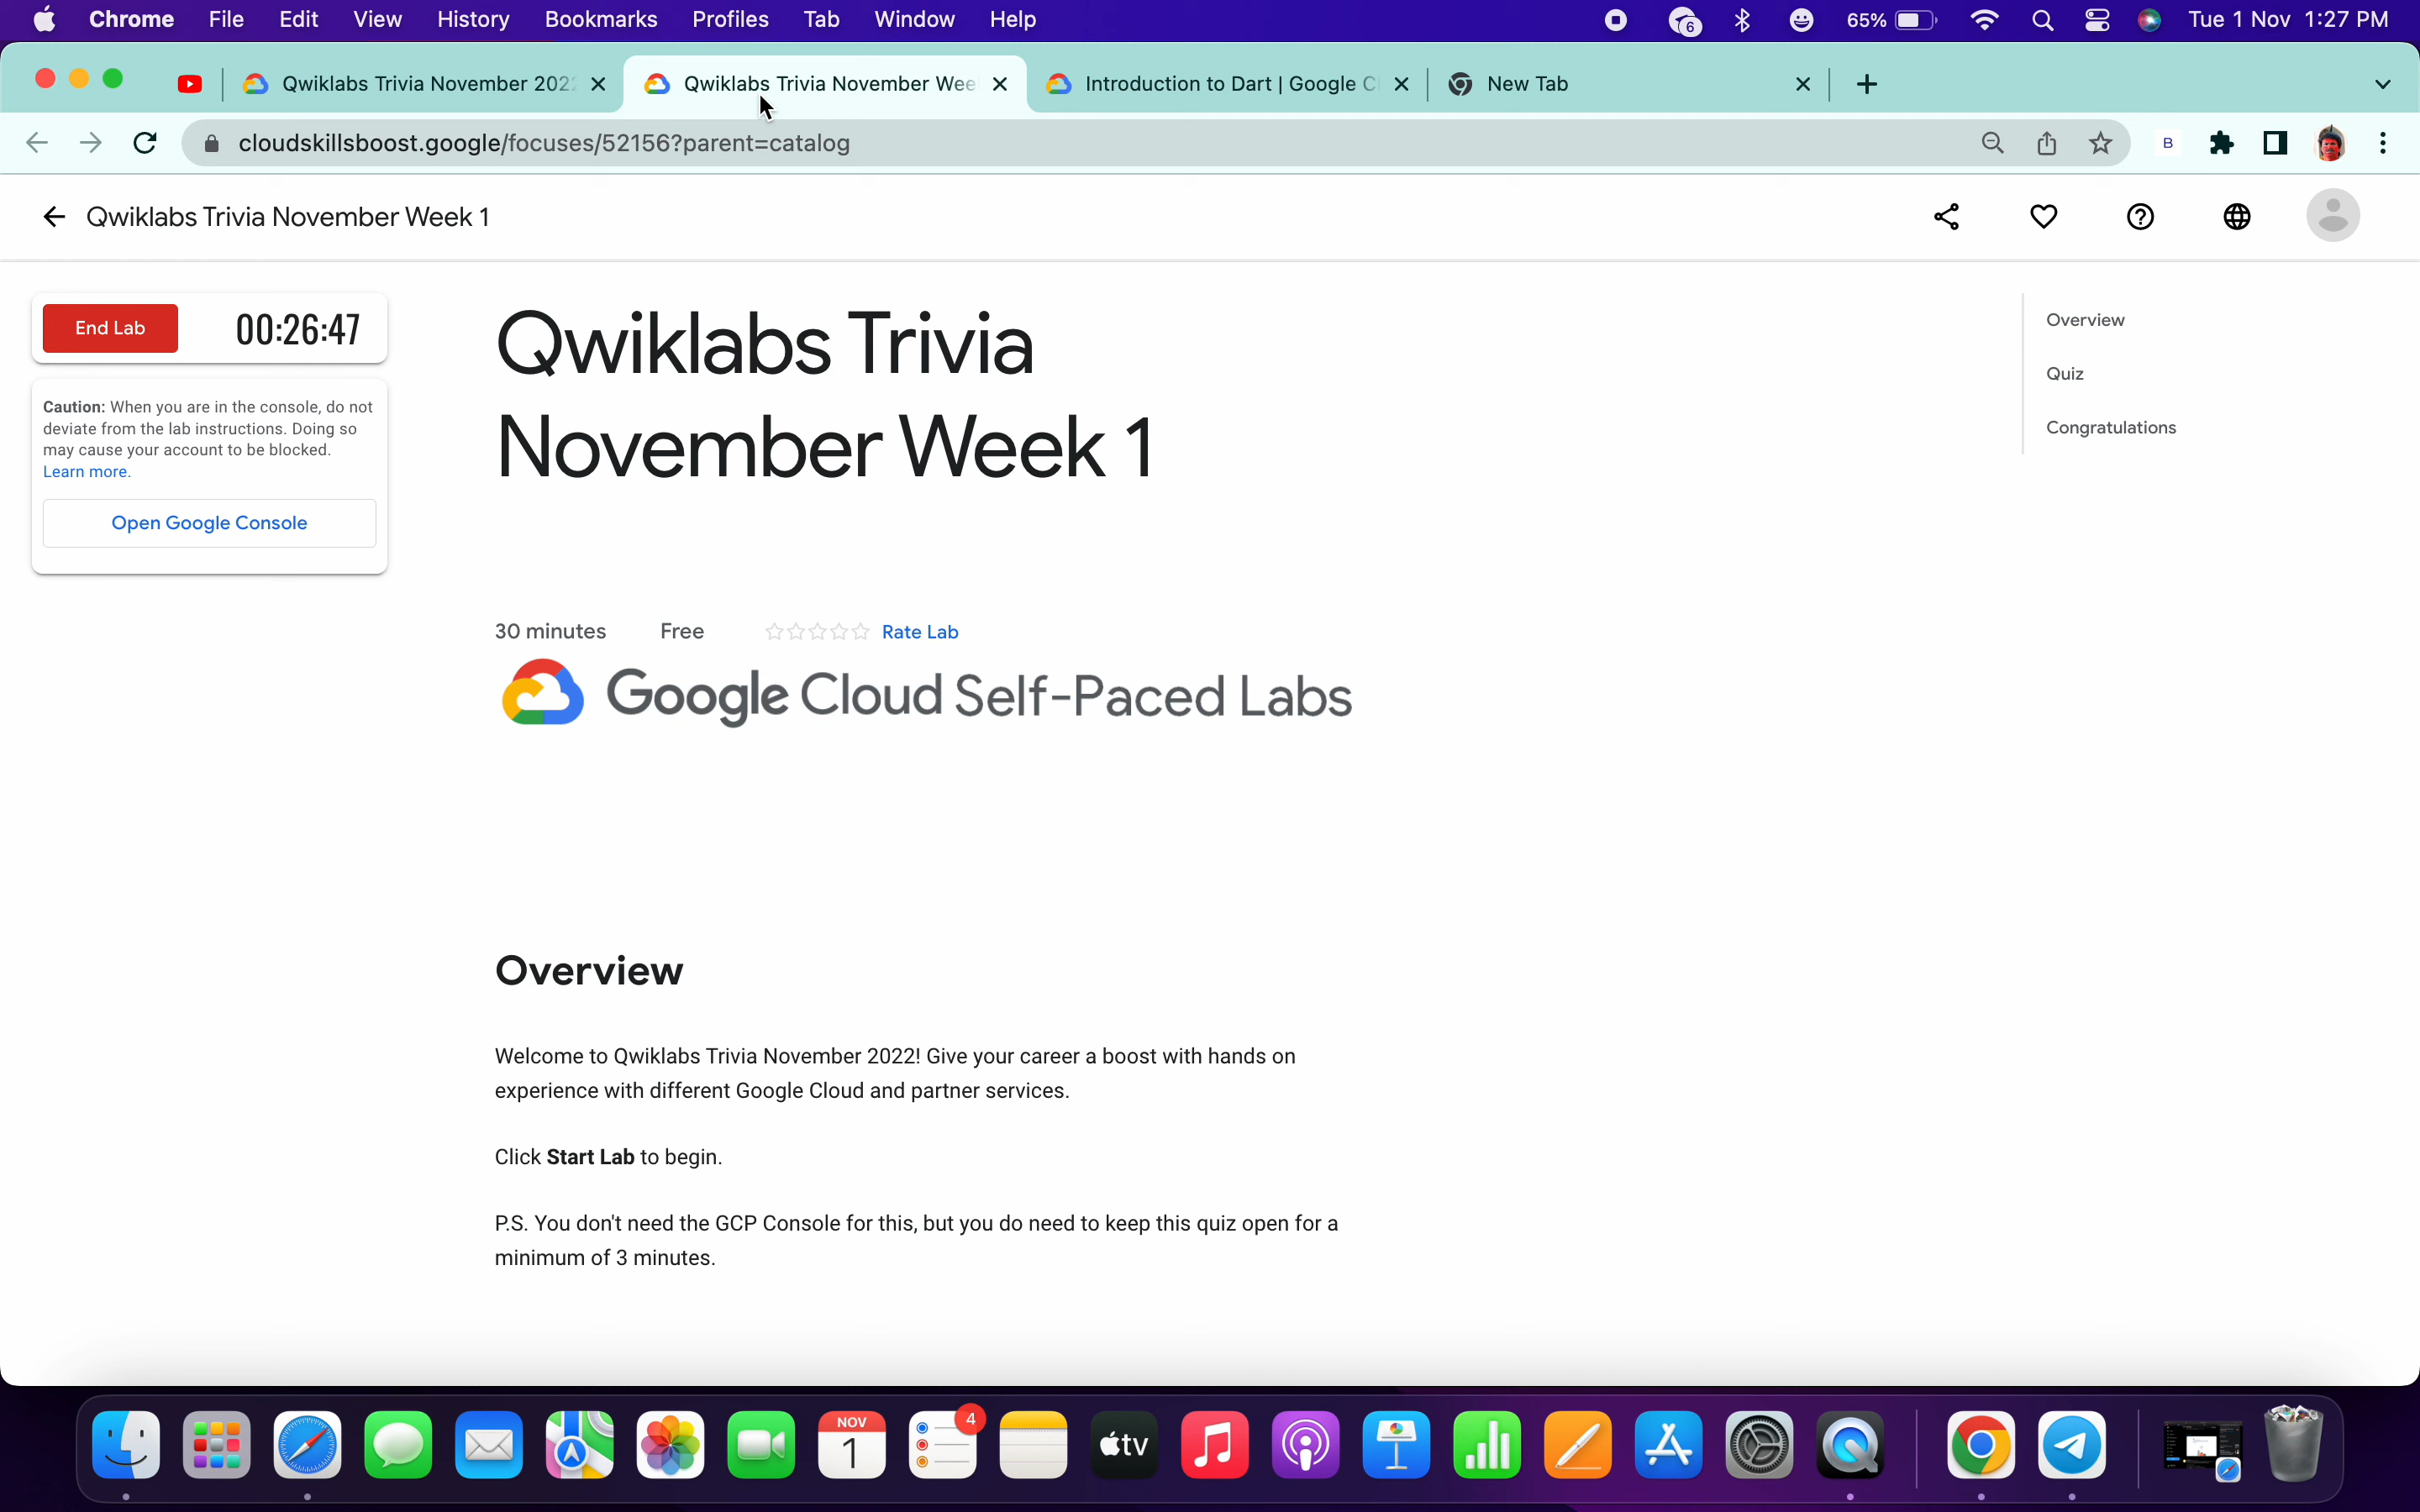 Chrome File Edit View History Bookmarks Profiles Tab Window Help 6 65% Tue 1 Nov 1:27 PM
Qwiklabs Trivia November 202 Qwiklabs Trivia November Wee Introduction to Dart | Google C New Tab
cloudskillsboost.google/focuses/52156?parent=catalog B
Qwiklabs Trivia November Week 1
End Lab 00:26:47
Caution: When you are in the console, do not
deviate from the lab instructions. Doing so
may cause your account to be blocked.
Learn more.
Open Google Console
Qwiklabs Trivia
November Week 1
30 minutes Free Rate Lab
Google Cloud Self-Paced Labs
Overview
Welcome to Qwiklabs Trivia November 2022! Give your career a boost with hands on
experience with different Google Cloud and partner services.
Click Start Lab to begin.
P.S. You don't need the GCP Console for this, but you do need to keep this quiz open for a
minimum of 3 minutes.
Overview
Quiz
Congratulations
NOV
1
4
tv